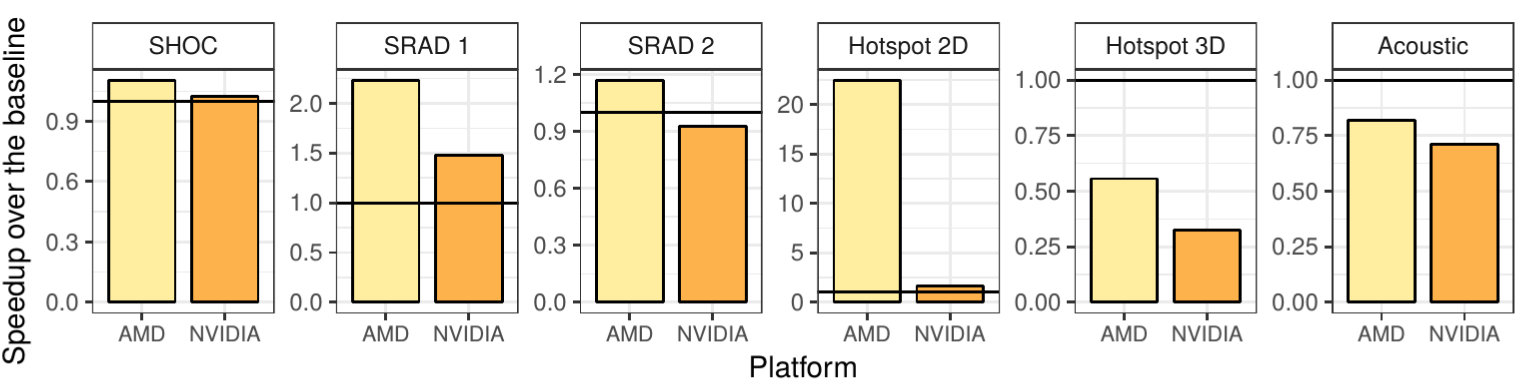 Speedup over the baseline
SHOC
0.9
0.6
0.3
0.0
AMD NVIDIA
SRAD 1
2.0
1.5
1.0
0.5
0.0
AMD NVIDIA
SRAD 2
1.2
0.9
0.6
0.3
0.0
AMD NVIDIA
Hotspot 2D
20
15
10
5
0
AMD NVIDIA
Hotspot 3D
1.00
0.75
0.50
0.25
0.00
AMD NVIDIA
Acoustic
1.00
0.75
0.50
0.25
0.00
AMD NVIDIA
Platform